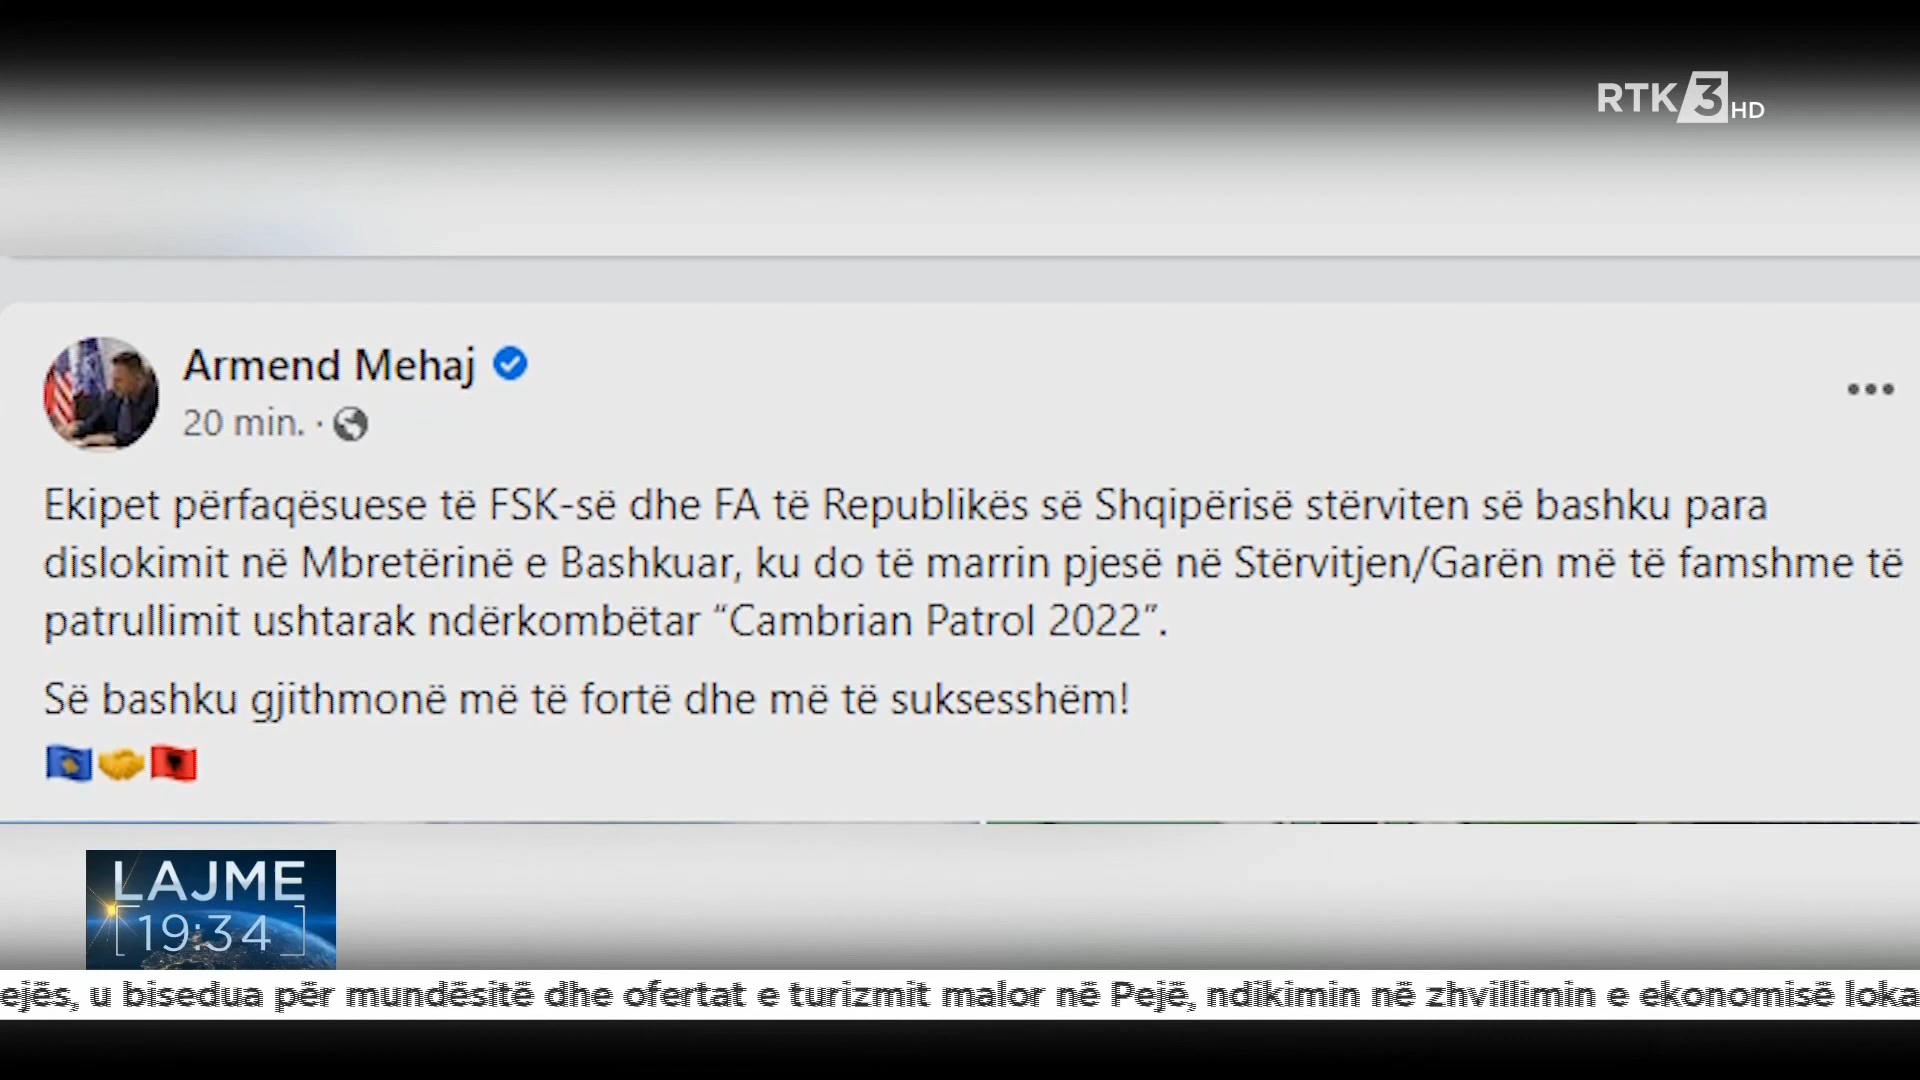 RTK 3 HD
Armend Mehaj
20 min. ·
Ekipet përfaqësuese të FSK-së dhe FA të Republikës së Shqipërisë stërviten së bashku para
dislokimit në Mbretërinë e Bashkuar, ku do të marrin pjesë në Stërvitjen/Garën më të famshme të
patrullimit ushtarak ndërkombëtar “Cambrian Patrol 2022”.
Së bashku gjithmonë më të fortë dhe më të suksesshëm!
LAJME
19:34
ejës, u bisedua për mundësitë dhe ofertat e turizmit malor në Pejë, ndikimin në zhvillimin e ekonomisë loka